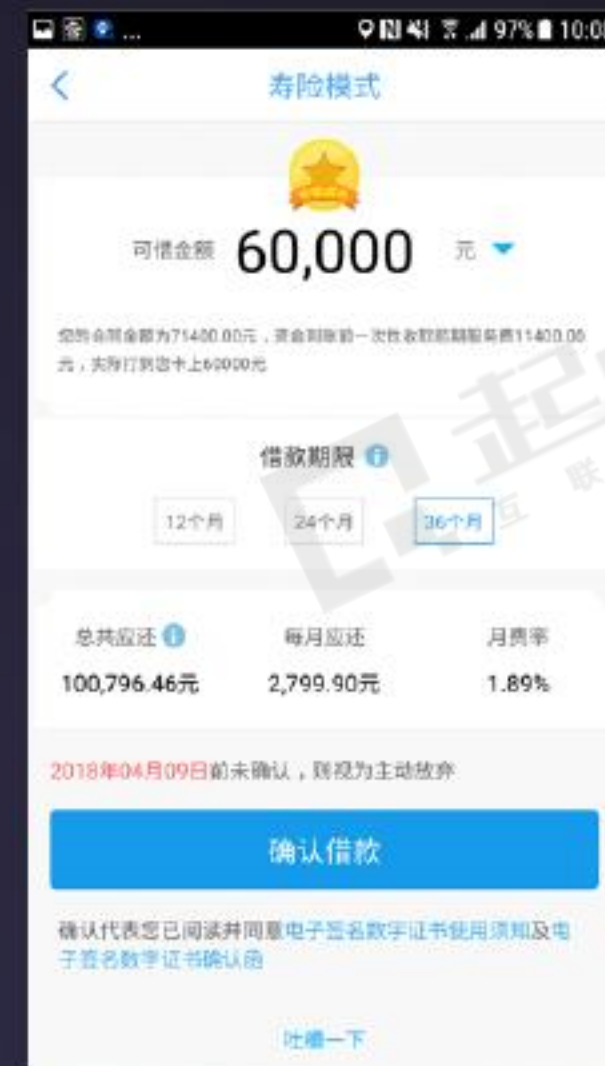 ... 97% 10:08
寿险模式
可借金额 60,000 元
您的合同金额为71400.00元，资金到账前一次性收取前期服务费11400.00
元，实际打到您卡上60000元
借款期限
12个月 24个月 36个月
总共应还 每月应还 月费率
100,796.46元 2,799.90元 1.89%
2018年04月09日前未确认，则视为主动放弃
确认借款
确认代表您已阅读并同意电子签名数字证书使用须知及电
子签名数字证书确认函
吐槽一下
起
互 联